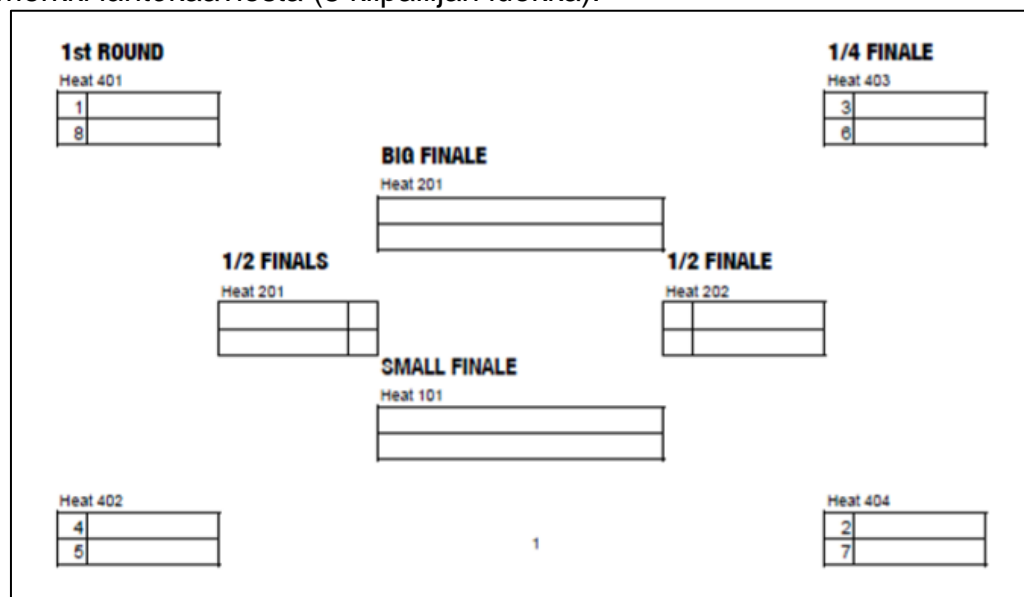 1st ROUND
1/4 FINALE
Heat 401
Heat 403
1
3
8
6
BIG FINALE
Heat 201
1/2 FINALS
1/2 FINALE
Heat 201
Heat 202
SMALL FINALE
Heat 101
Heat 402
Heat 404
4
2
5
7
1